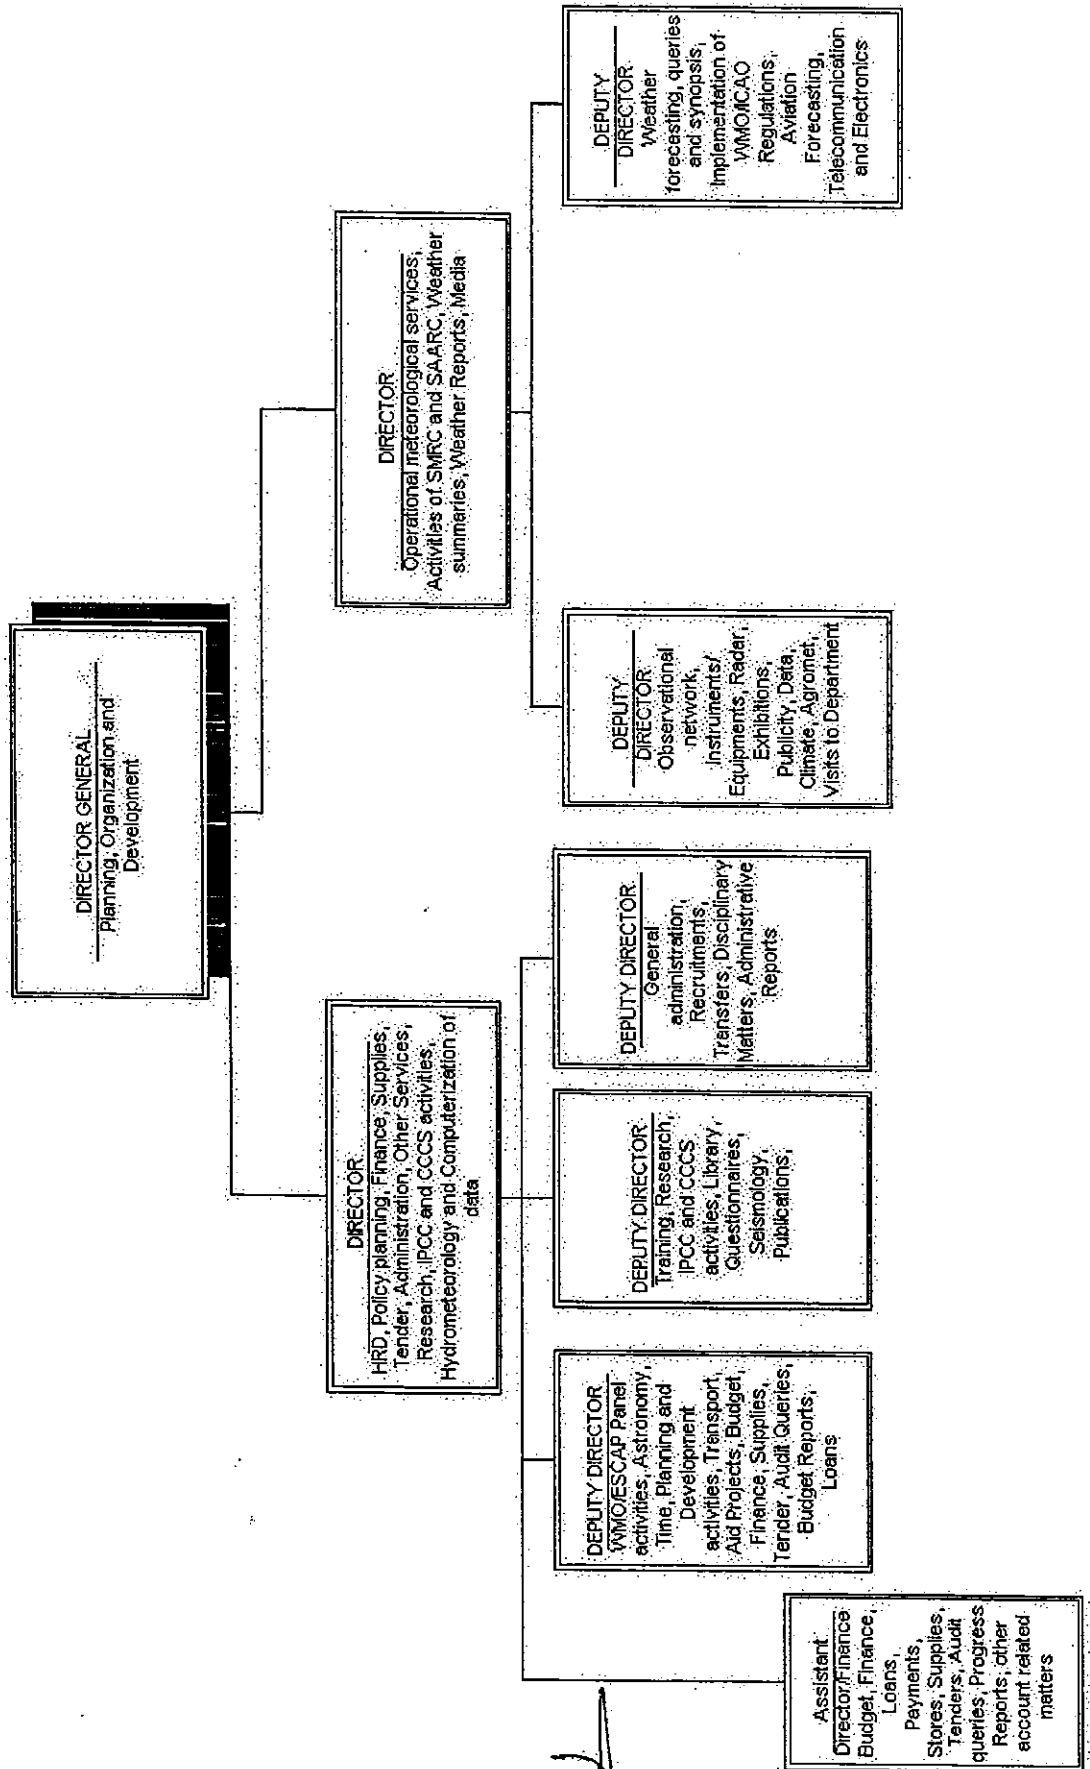 DIRECTOR GENERAL
Planning, Organization and
Development
DIRECTOR
HRD, Policy planning, Finance, Supplies,
Tender, Administration, Other Services,
Research, IPCC and CCCS activities,
Hydrometeorology and Computerization of
data
DIRECTOR
Operational meteorological services,
Activities of SMRC and SAARC, Weather
summaries, Weather Reports, Media
Assistant
Director/Finance
Budget, Finance,
Loans,
Payments,
Stores, Supplies,
Tenders, Audit
queries, Progress
Reports, other
account related
matters
DEPUTY DIRECTOR
WMO/ESCAP Panel
activities, Astronomy,
Time, Planning and
Development
activities, Transport,
Aid Projects, Budget,
Finance, Supplies,
Tender, Audit Queries,
Budget Reports,
Loans
DEPUTY DIRECTOR
Training, Research,
IPCC and CCCS
activities, Library,
Questionnaires,
Seismology,
Publications,
DEPUTY DIRECTOR
General
administration,
Recruitments,
Transfers, Disciplinary
Matters, Administrative
Reports
DEPUTY
DIRECTOR
Observational
network,
Instruments/
Equipments, Radar,
Exhibitions,
Publicity, Data,
Climate, Agromet,
Visits to Department
DEPUTY
DIRECTOR
Weather
forecasting, queries
and synopsis,
Implementation of
WMO/ICAO
Regulations,
Aviation
Forecasting,
Telecommunication
and Electronics